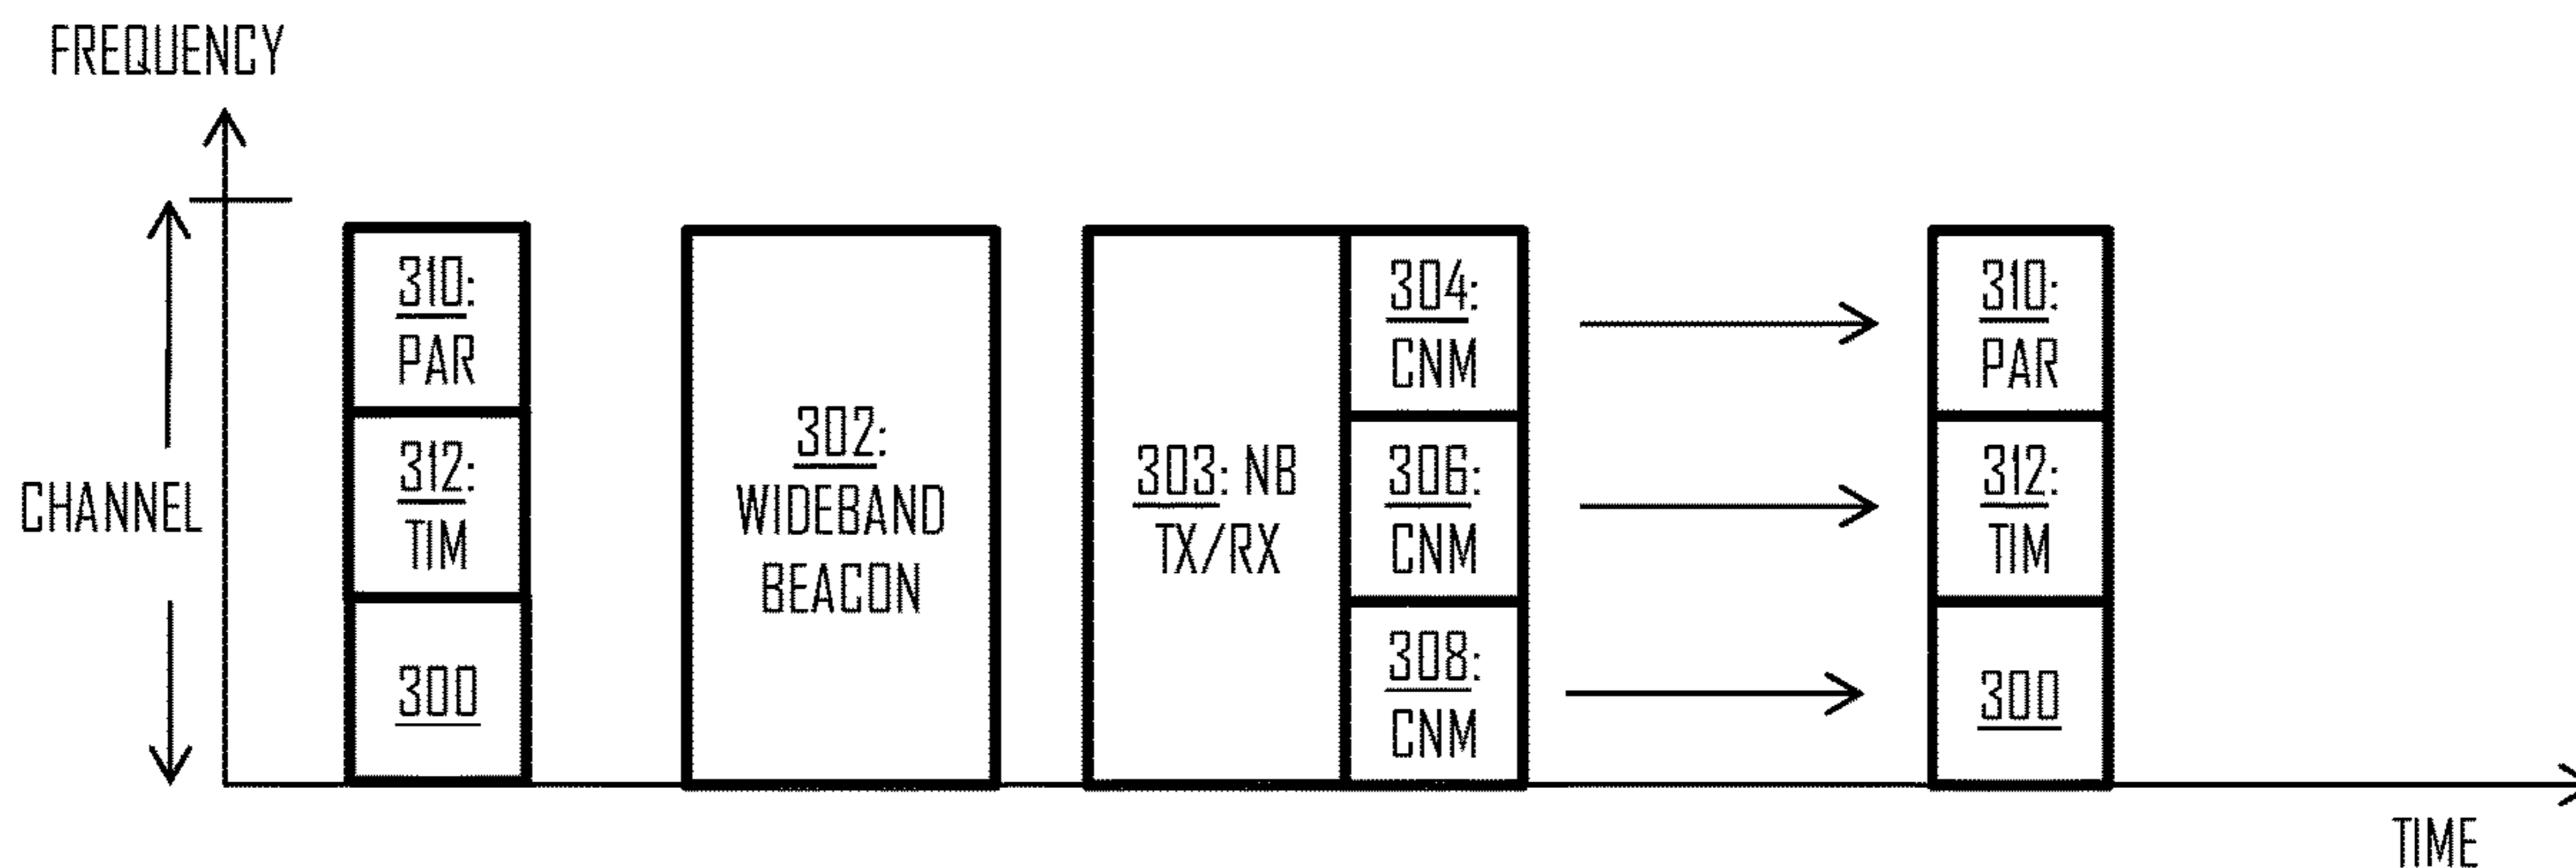 FREQUENCY
CHANNEL
310:
PAR
312:
TIM
300
302:
WIDEBAND
BEACON
303: NB
TX/RX
304:
CNM
306:
CNM
308:
CNM
310:
PAR
312:
TIM
300
TIME